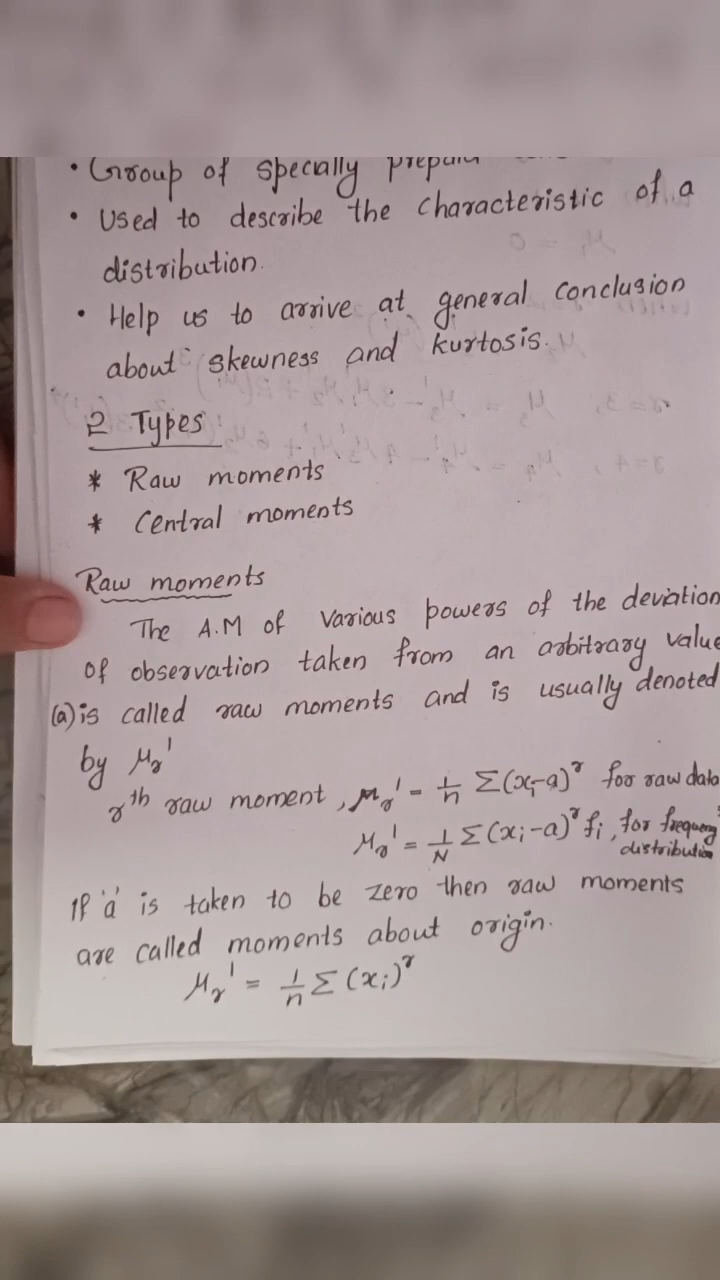 • Group of specially
• Used to describe the characteristic of a
distribution.
• Help us to arrive at general conclusion
about skewness and kurtosis.
2 Types
* Raw moments
* Central moments
Raw moments
The A.M of various powers of the deviation
of observation taken from an arbitrary value
(a) is called raw moments and is usually denoted
by μᵣ'
rᵗʰ raw moment, μᵣ' = 1/n Σ(xᵢ-a)ʳ for raw data
μᵣ' = 1/N Σ(xᵢ-a)ʳ fᵢ, for frequency
distribution
If 'a' is taken to be zero then raw moments
are called moments about origin.
μᵣ' = 1/n Σ(xᵢ)ʳ